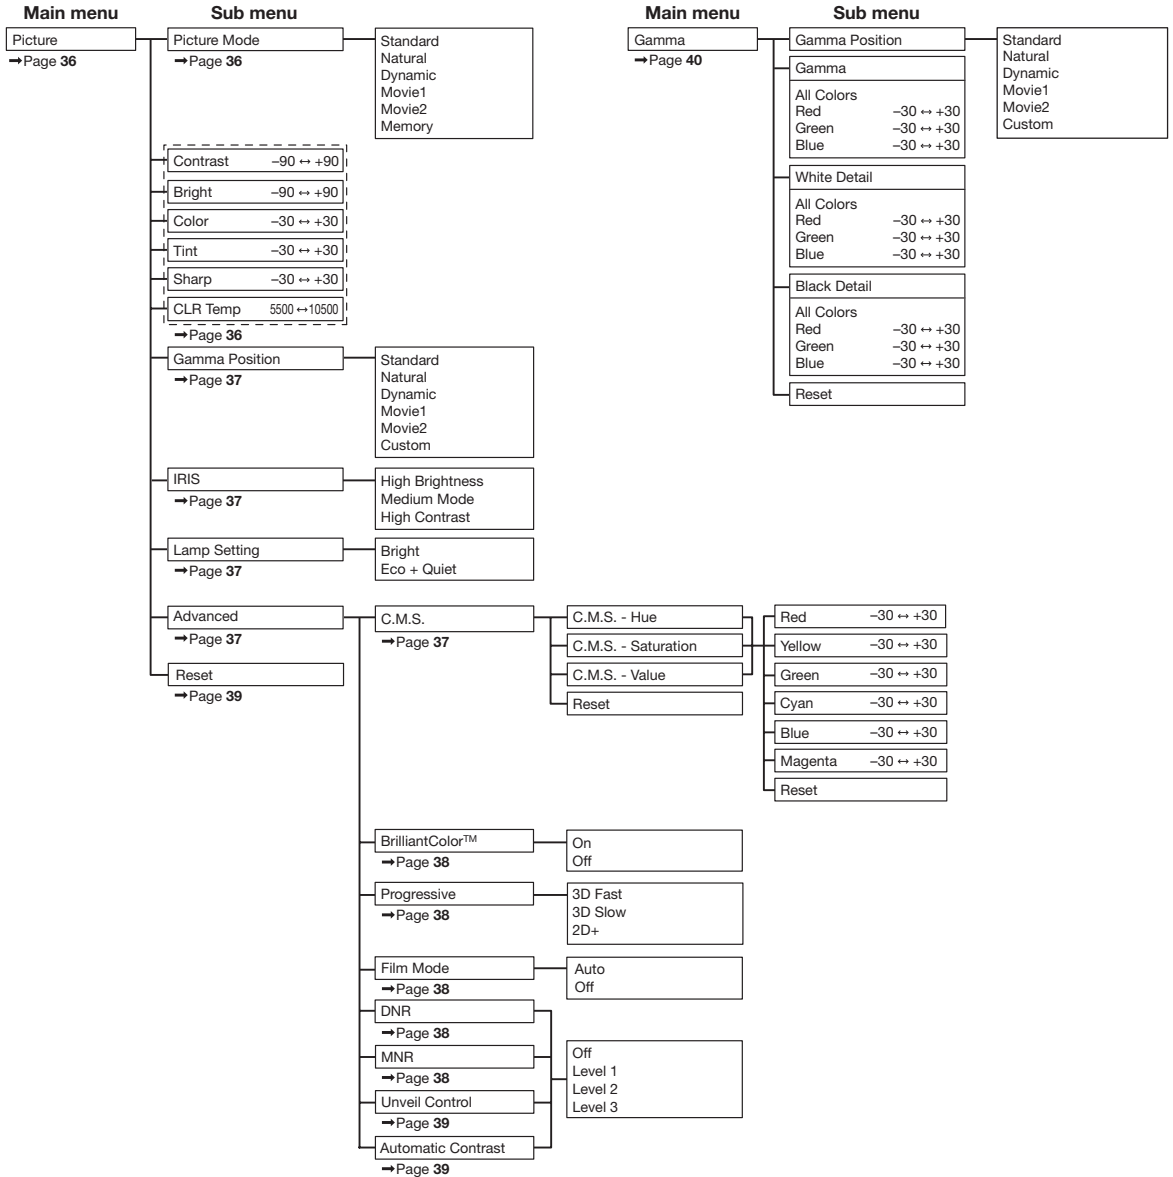 Main menu
Sub menu
Picture
➞Page 36
Picture Mode
➞Page 36
Standard
Natural
Dynamic
Movie1
Movie2
Memory
Contrast –90 ↔ +90
Bright –90 ↔ +90
Color –30 ↔ +30
Tint –30 ↔ +30
Sharp –30 ↔ +30
CLR Temp 5500 ↔10500
➞Page 36
Gamma Position
➞Page 37
Standard
Natural
Dynamic
Movie1
Movie2
Custom
IRIS
➞Page 37
High Brightness
Medium Mode
High Contrast
Lamp Setting
➞Page 37
Bright
Eco + Quiet
Advanced
➞Page 37
C.M.S.
➞Page 37
C.M.S. - Hue
C.M.S. - Saturation
C.M.S. - Value
Reset
Red –30 ↔ +30
Yellow –30 ↔ +30
Green –30 ↔ +30
Cyan –30 ↔ +30
Blue –30 ↔ +30
Magenta –30 ↔ +30
Reset
BrilliantColor™
➞Page 38
On
Off
Progressive
➞Page 38
3D Fast
3D Slow
2D+
Film Mode
➞Page 38
Auto
Off
DNR
➞Page 38
MNR
➞Page 38
Unveil Control
➞Page 39
Automatic Contrast
➞Page 39
Off
Level 1
Level 2
Level 3
Reset
➞Page 39
Main menu
Sub menu
Gamma
➞Page 40
Gamma Position
Standard
Natural
Dynamic
Movie1
Movie2
Custom
Gamma
All Colors
Red –30 ↔ +30
Green –30 ↔ +30
Blue –30 ↔ +30
White Detail
All Colors
Red –30 ↔ +30
Green –30 ↔ +30
Blue –30 ↔ +30
Black Detail
All Colors
Red –30 ↔ +30
Green –30 ↔ +30
Blue –30 ↔ +30
Reset